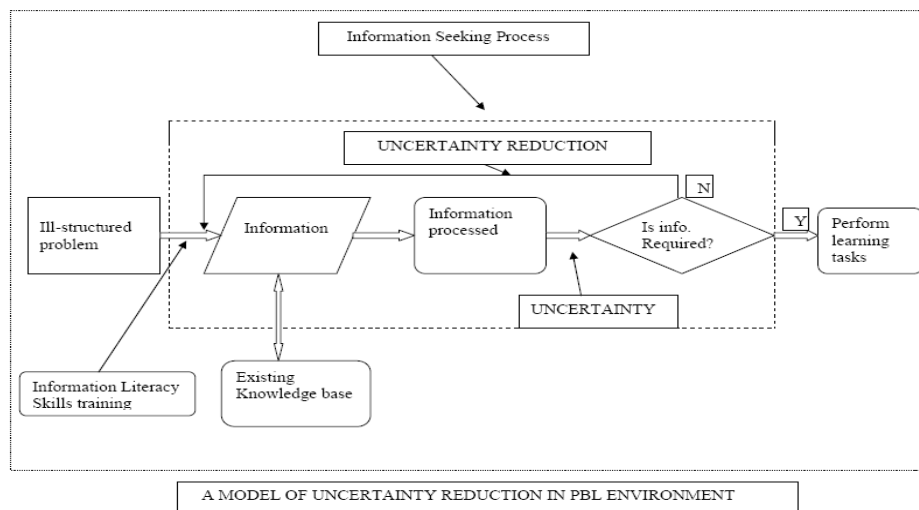 Information Seeking Process
UNCERTAINTY REDUCTION
N
Ill-structured
problem
Information
Information
processed
Is info.
Required?
Y
Perform
learning
tasks
UNCERTAINTY
Information Literacy
Skills training
Existing
Knowledge base
A MODEL OF UNCERTAINTY REDUCTION IN PBL ENVIRONMENT